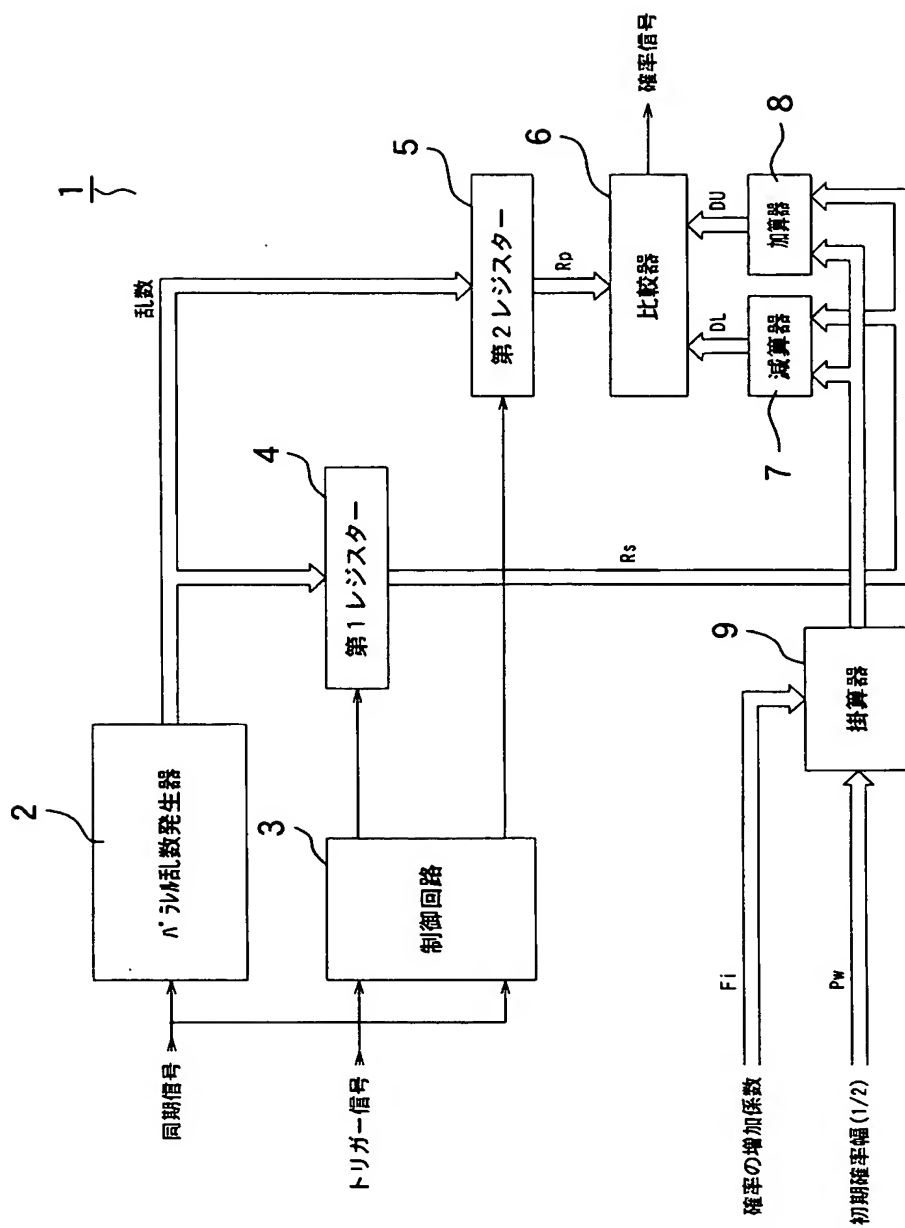 1
2
パラレル乱数発生器
乱数
同期信号
3
制御回路
トリガー信号
4
第1レジスター
5
第2レジスター
Rs
Rp
6
比較器
確率信号
DL
DU
7
減算器
8
加算器
9
掛算器
Fi
確率の増加係数
Pw
初期確率幅(1/2)